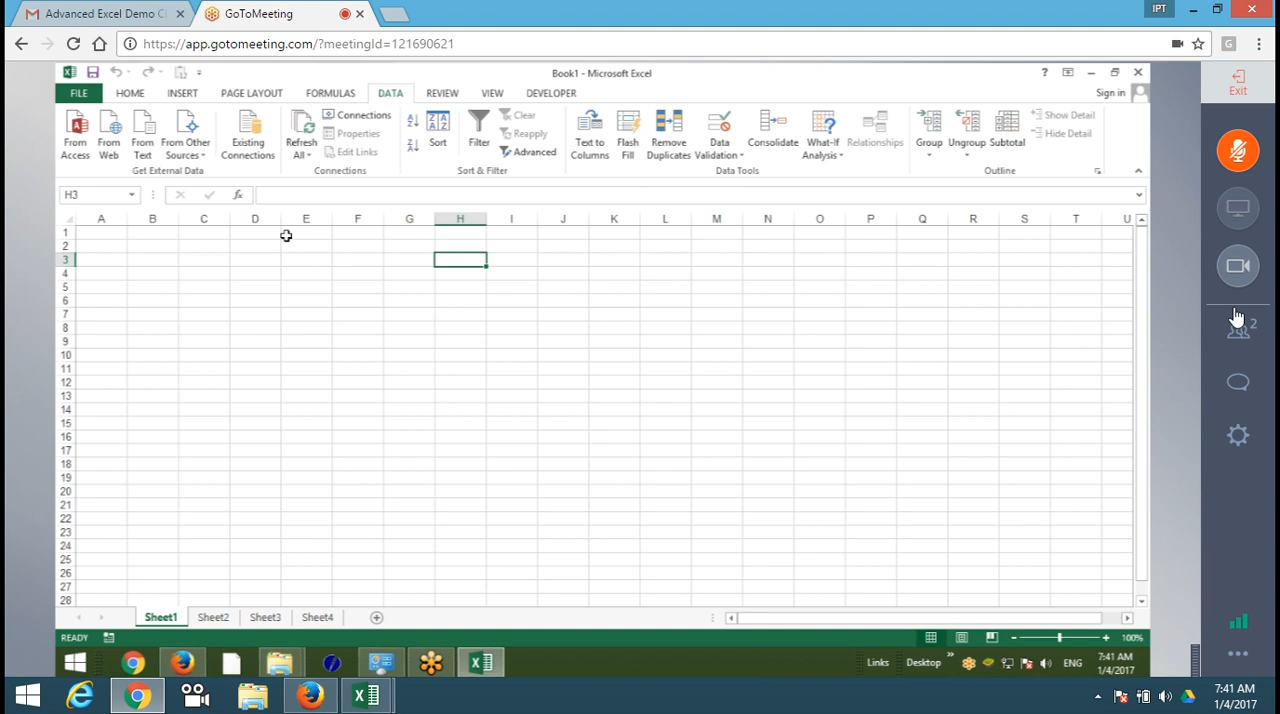 Advanced Excel Demo Cl
GoToMeeting
IPT
https://app.gotomeeting.com/?meetingId=121690621
G
Book1 - Microsoft Excel
?
FILE HOME INSERT PAGE LAYOUT FORMULAS DATA REVIEW VIEW DEVELOPER
Sign in
Exit
From Access
From Web
From Text
From Other Sources
Existing Connections
Refresh All
Connections
Properties
Edit Links
Sort
Filter
Clear
Reapply
Advanced
Text to Columns
Flash Fill
Remove Duplicates
Data Validation
Consolidate
What-If Analysis
Relationships
Group
Ungroup
Subtotal
Show Detail
Hide Detail
Get External Data
Connections
Sort & Filter
Data Tools
Outline
H3
fx
A B C D E F G H I J K L M N O P Q R S T U
1
2
3
4
5
6
7
8
9
10
11
12
13
14
15
16
17
18
19
20
21
22
23
24
25
26
27
28
2
Sheet1 Sheet2 Sheet3 Sheet4
READY
100%
Links Desktop
ENG
7:41 AM
1/4/2017
7:41 AM
1/4/2017